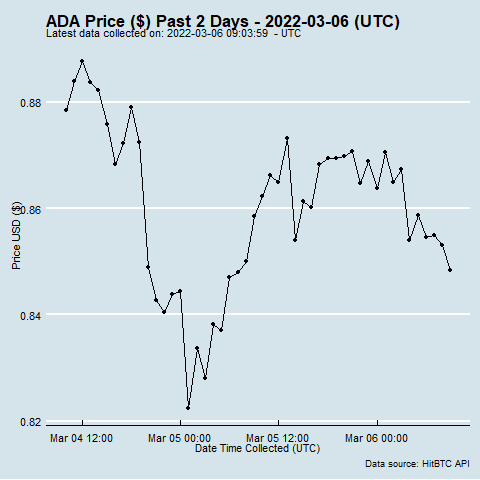 ADA Price ($) Past 2 Days - 2022-03-06 (UTC)
Latest data collected on: 2022-03-06 09:03:59  - UTC
0.88
0.86
0.84
0.82
Price USD ($)
Mar 04 12:00
Mar 05 00:00
Mar 05 12:00
Mar 06 00:00
Date Time Collected (UTC)
Data source: HitBTC API